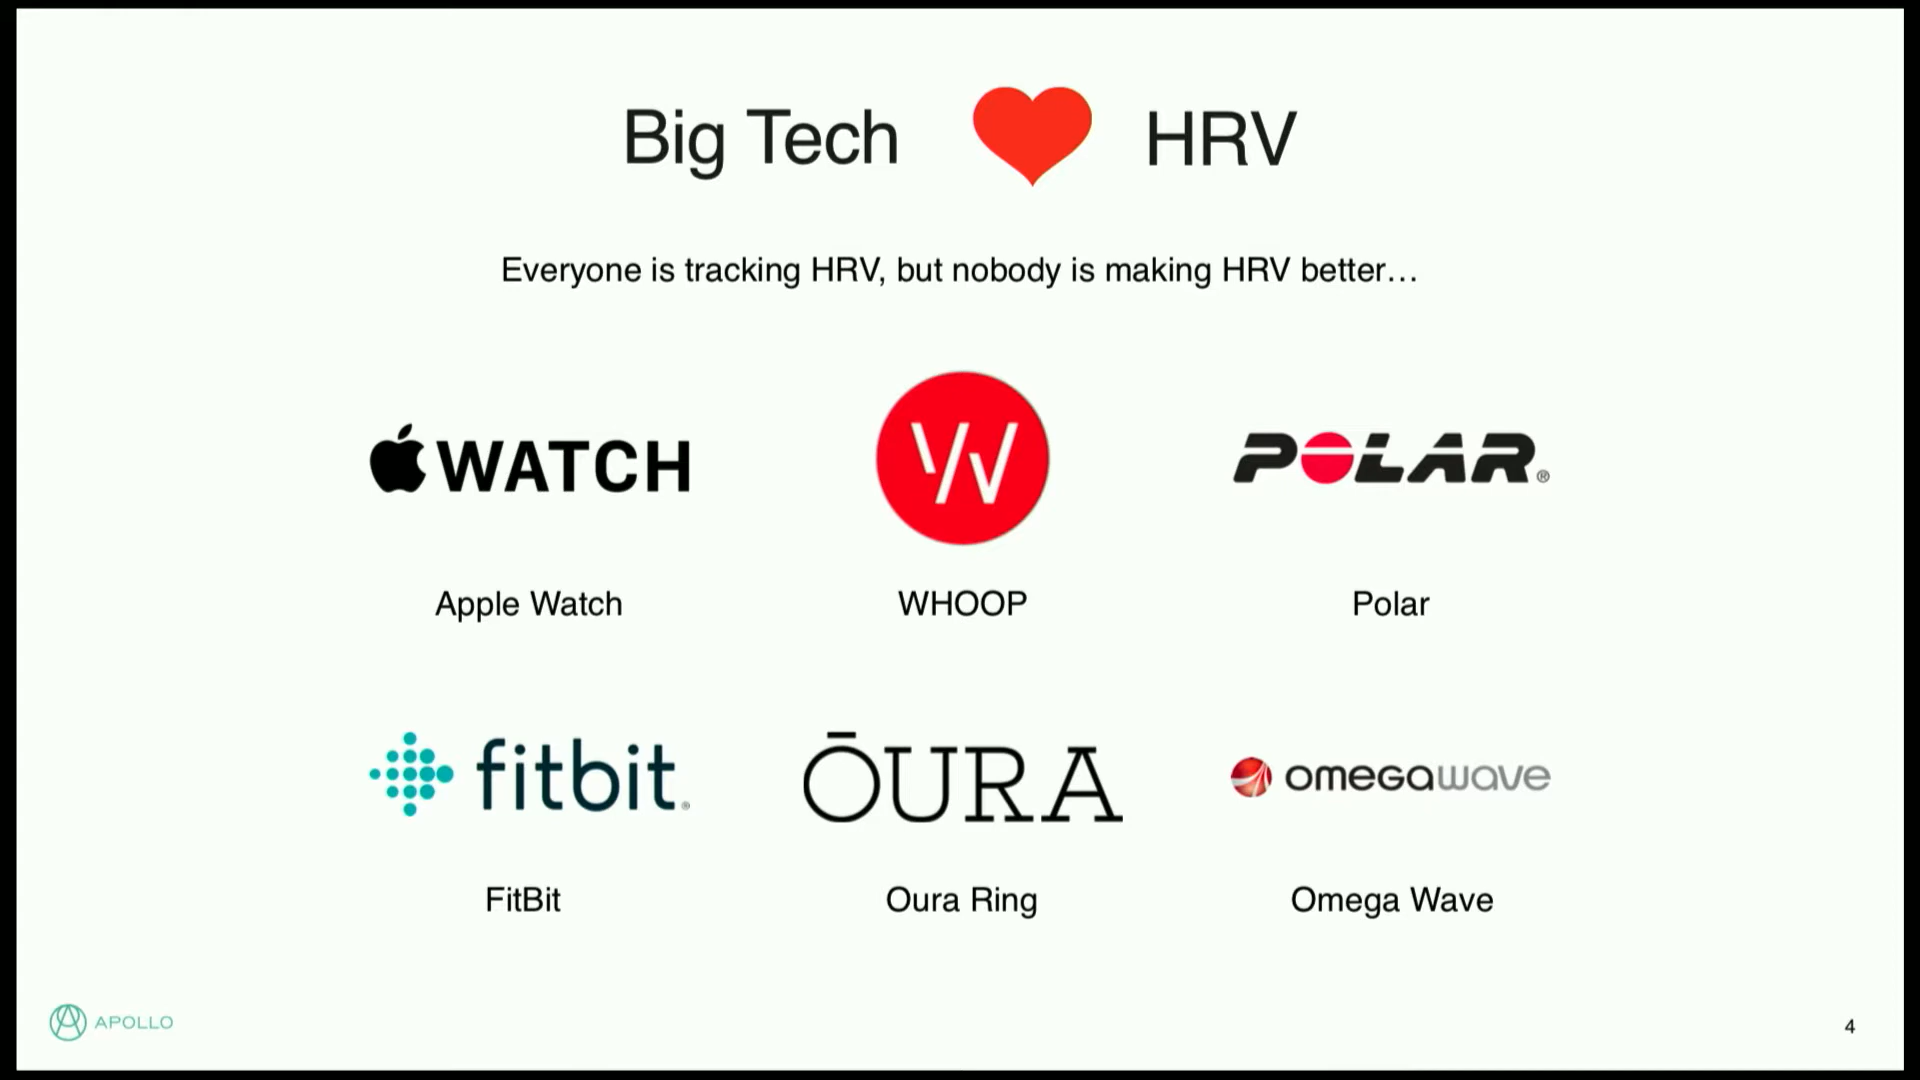 Big Tech HRV
Everyone is tracking HRV, but nobody is making HRV better…
WATCH
W
POLAR®
Apple Watch
WHOOP
Polar
fitbit®
ŌURA
omegawave
FitBit
Oura Ring
Omega Wave
APOLLO
4